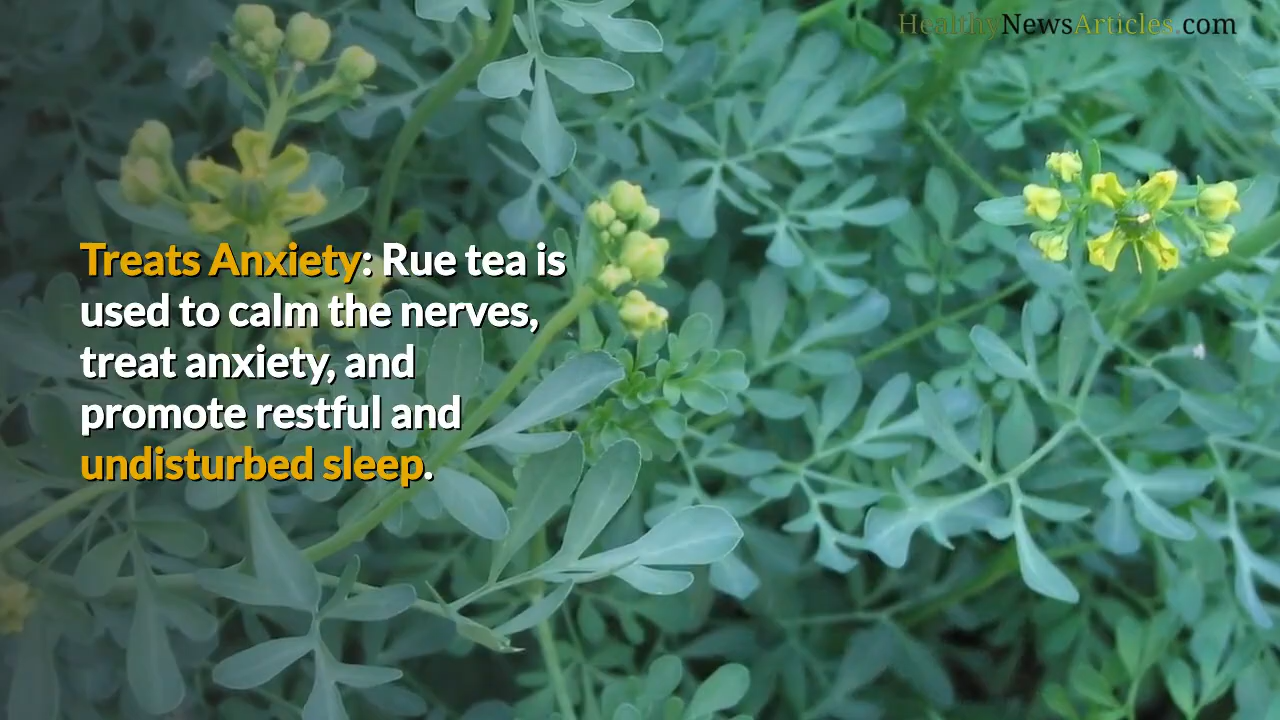 HealthyNewsArticles.com
Treats Anxiety: Rue tea is
used to calm the nerves,
treat anxiety, and
promote restful and
undisturbed sleep.